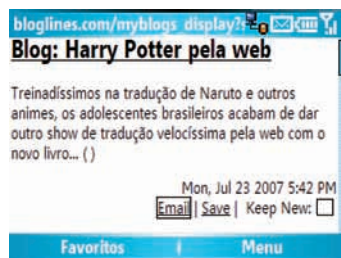 bloglines.com/myblogs_display?
Blog: Harry Potter pela web
Treinadíssimos na tradução de Naruto e outros
animes, os adolescentes brasileiros acabam de dar
outro show de tradução velocíssima pela web com o
novo livro... ( )
Mon, Jul 23 2007 5:42 PM
Email | Save | Keep New:
Favoritos Menu